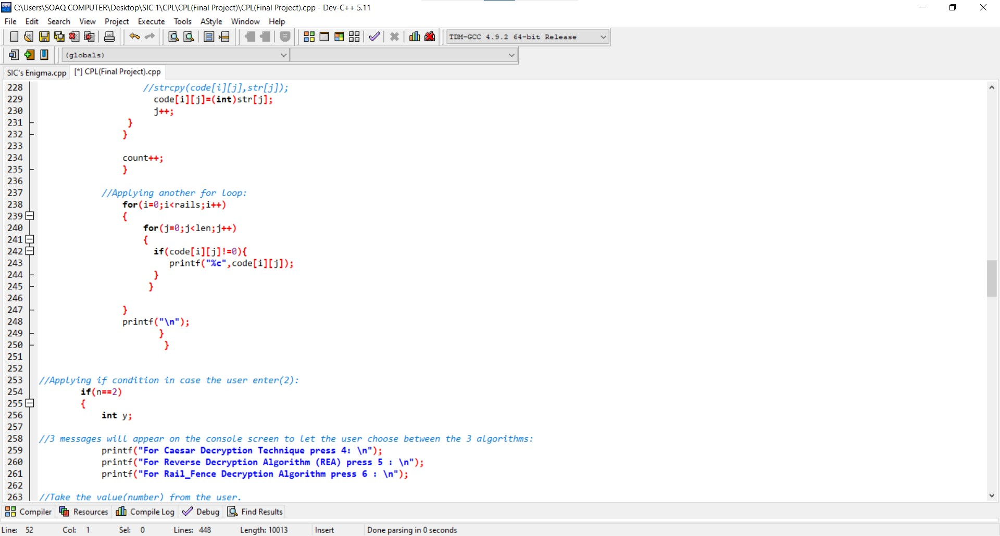 C:\Users\SOAQ COMPUTER\Desktop\SIC 1\CPL\CPL(Final Project)\CPL(Final Project).cpp - Dev-C++ 5.11
File Edit Search View Project Execute Tools AStyle Window Help
TDM-GCC 4.9.2 64-bit Release
(globals)
SIC's Enigma.cpp [*] CPL(Final Project).cpp
228 //strcpy(code[i][j],str[j]);
229 code[i][j]=(int)str[j];
230 j++;
231 }
232 }
233
234 count++;
235 }
236
237 //Applying another for loop:
238 for(i=0;i<rails;i++)
239 {
240 for(j=0;j<len;j++)
241 {
242 if(code[i][j]!=0){
243 printf("%c",code[i][j]);
244 }
245 }
246
247 }
248 printf("\n");
249 }
250 }
251
252
253 //Applying if condition in case the user enter(2):
254 if(n==2)
255 {
256 int y;
257
258 //3 messages will appear on the console screen to let the user choose between the 3 algorithms:
259 printf("For Caesar Decryption Technique press 4: \n");
260 printf("For Reverse Decryption Algorithm (REA) press 5 : \n");
261 printf("For Rail_Fence Decryption Algorithm press 6 : \n");
262
263 //Take the value(number) from the user.
Compiler Resources Compile Log Debug Find Results
Line: 52 Col: 1 Sel: 0 Lines: 448 Length: 10013 Insert Done parsing in 0 seconds